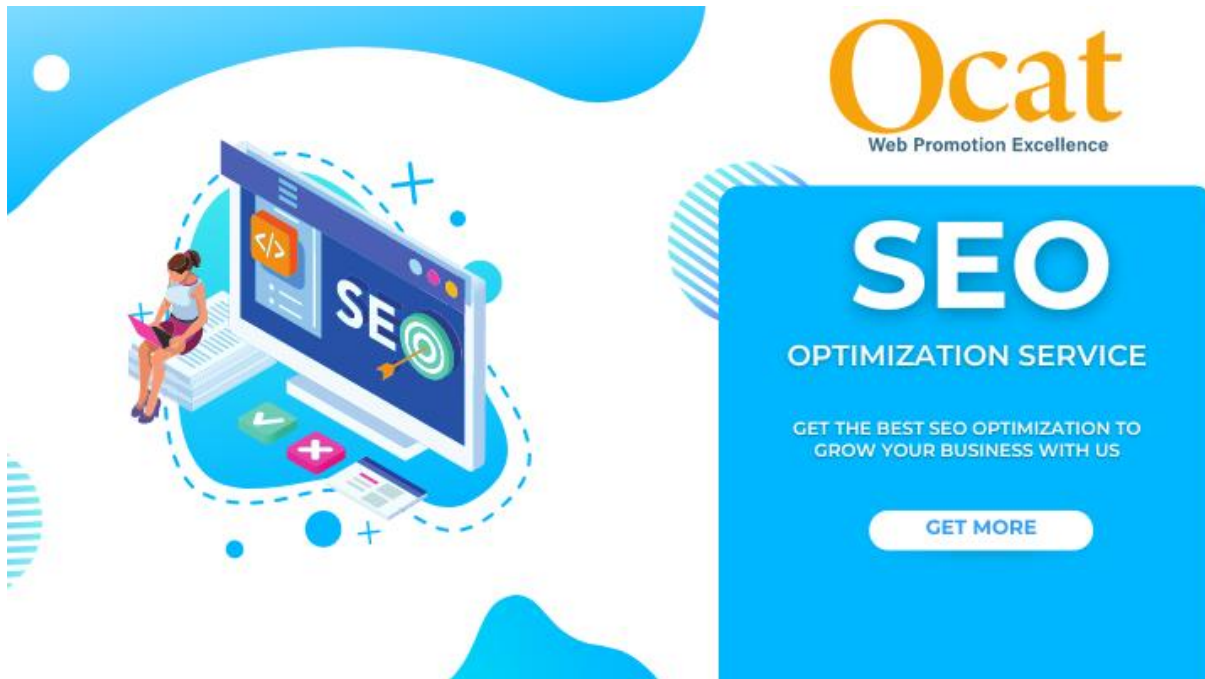 Ocat
Web Promotion Excellence
SEO
OPTIMIZATION SERVICE
GET THE BEST SEO OPTIMIZATION TO
GROW YOUR BUSINESS WITH US
GET MORE
</>
SEO